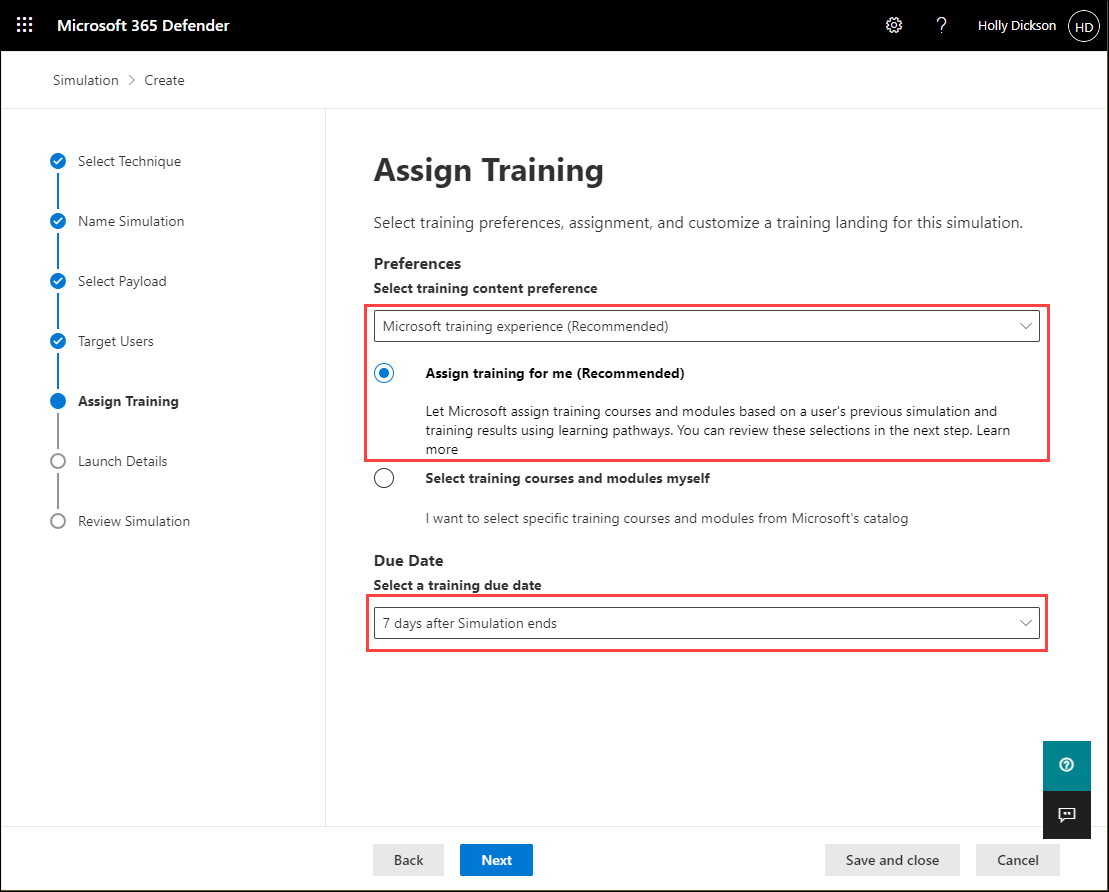 Microsoft 365 Defender
Holly Dickson
HD
Simulation > Create
Select Technique
Name Simulation
Select Payload
Target Users
Assign Training
Launch Details
Review Simulation
Assign Training
Select training preferences, assignment, and customize a training landing for this simulation.
Preferences
Select training content preference
Microsoft training experience (Recommended)
Assign training for me (Recommended)
Let Microsoft assign training courses and modules based on a user's previous simulation and
training results using learning pathways. You can review these selections in the next step. Learn
more
Select training courses and modules myself
I want to select specific training courses and modules from Microsoft's catalog
Due Date
Select a training due date
7 days after Simulation ends
Back
Next
Save and close
Cancel